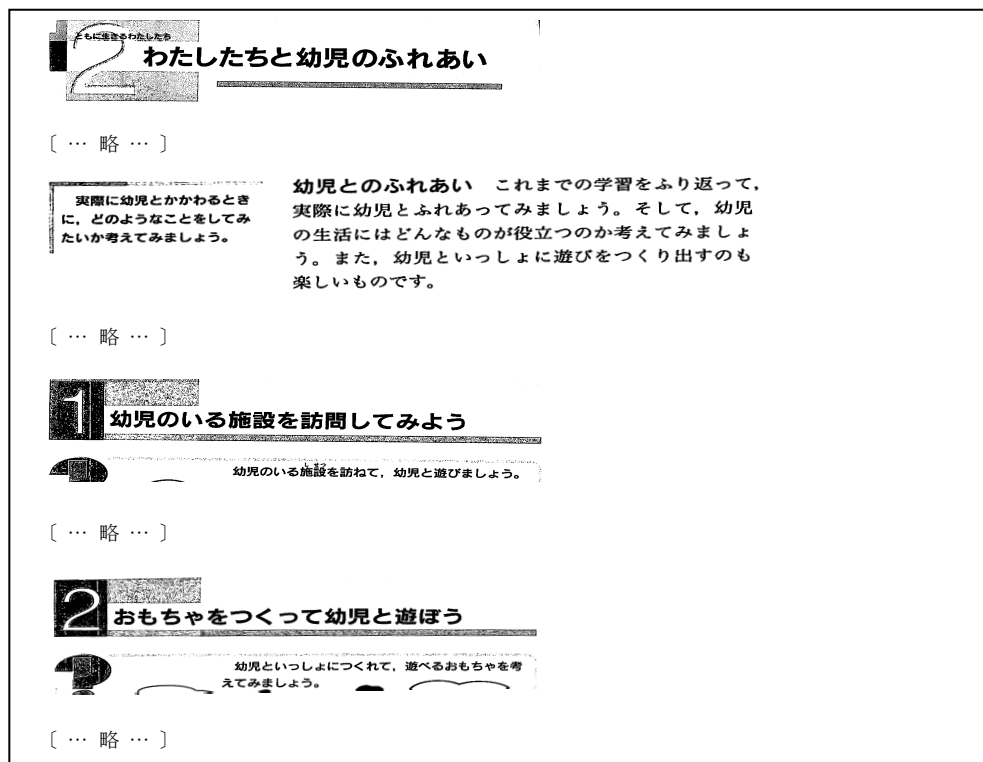 ともに生きるわたしたち
2
わたしたちと幼児のふれあい
〔 … 略 … 〕
実際に幼児とかかわるとき
に，どのようなことをしてみ
たいか考えてみましょう。
幼児とのふれあい　これまでの学習をふり返って，
実際に幼児とふれあってみましょう。そして，幼児
の生活にはどんなものが役立つのか考えてみましょ
う。また，幼児といっしょに遊びをつくり出すのも
楽しいものです。
〔 … 略 … 〕
1
幼児のいる施設を訪問してみよう
?
しせつ
幼児のいる施設を訪ねて，幼児と遊びましょう。
〔 … 略 … 〕
2
おもちゃをつくって幼児と遊ぼう
?
幼児といっしょにつくれて，遊べるおもちゃを考
えてみましょう。
〔 … 略 … 〕